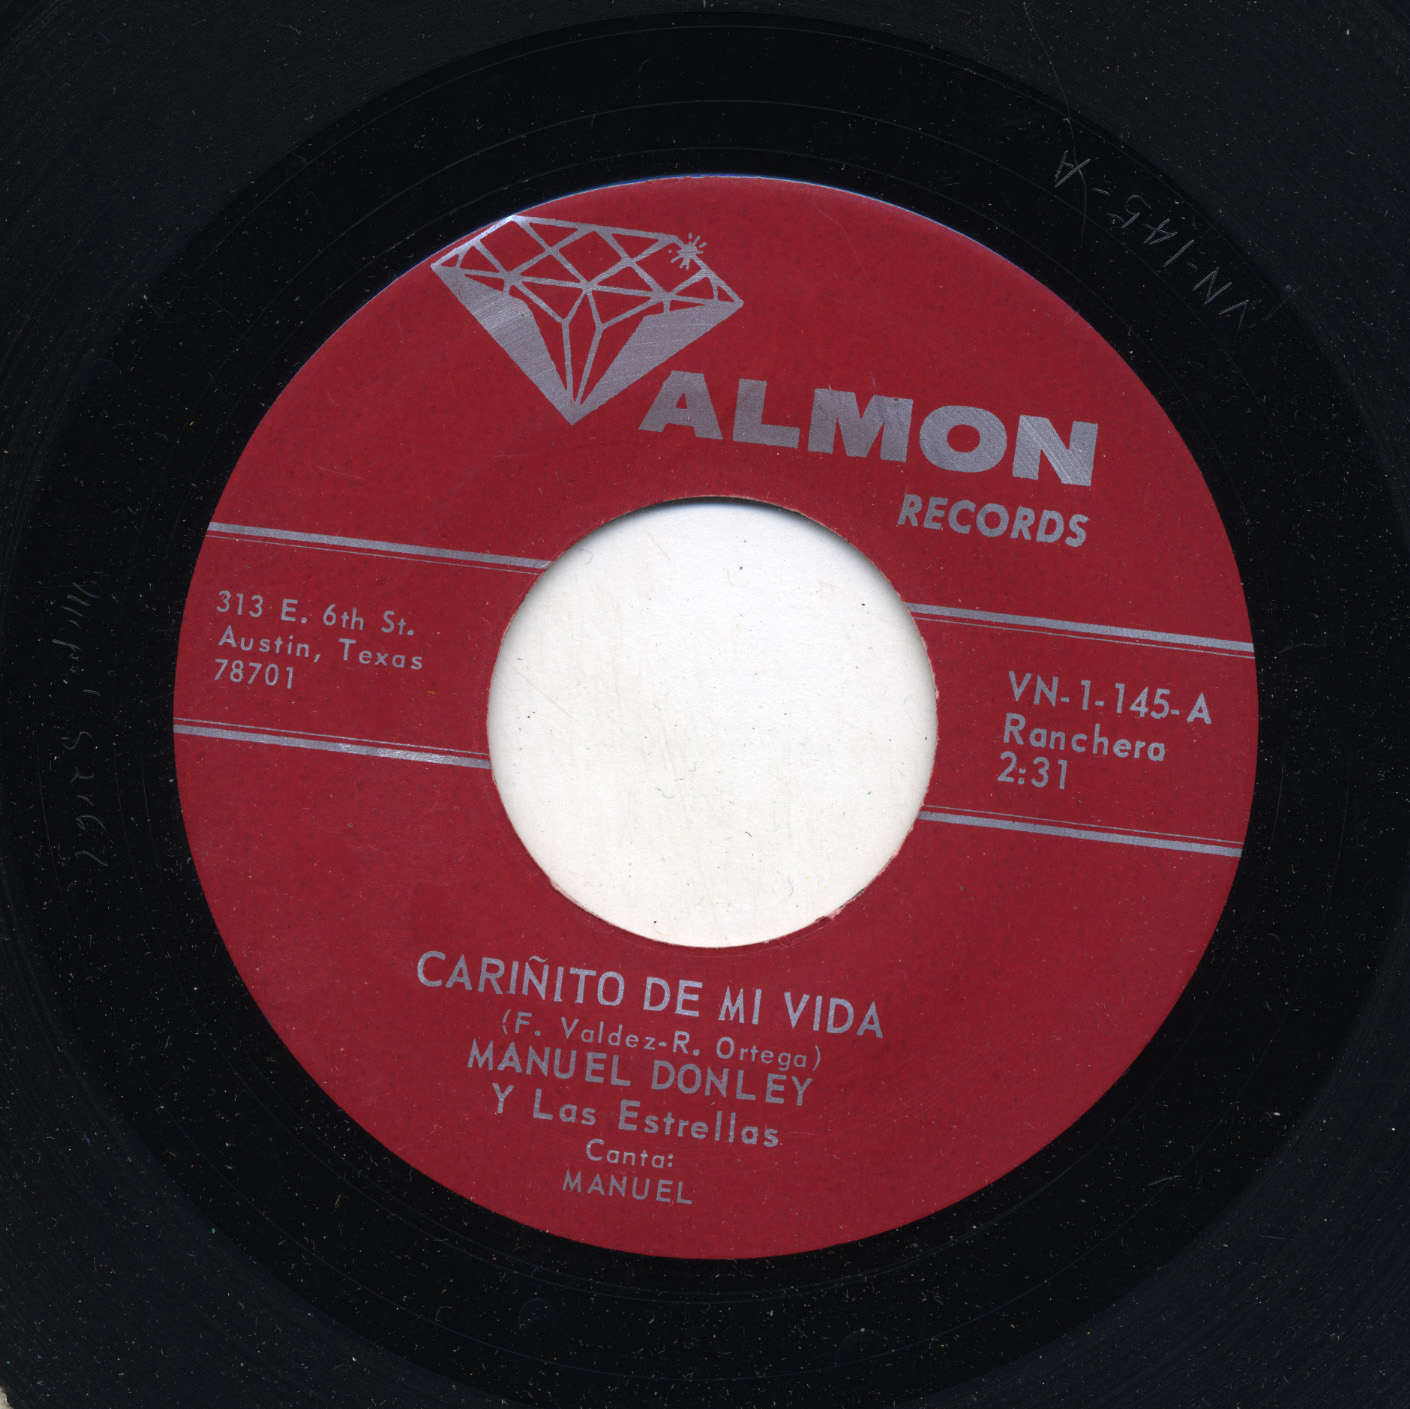 ALMON
RECORDS
313 E. 6th St.
Austin, Texas
78701
VN-1-145-A
Ranchera
2:31
CARIÑITO DE MI VIDA
(F. Valdez-R. Ortega)
MANUEL DONLEY
Y Las Estrellas
Canta:
MANUEL
VN-145-A